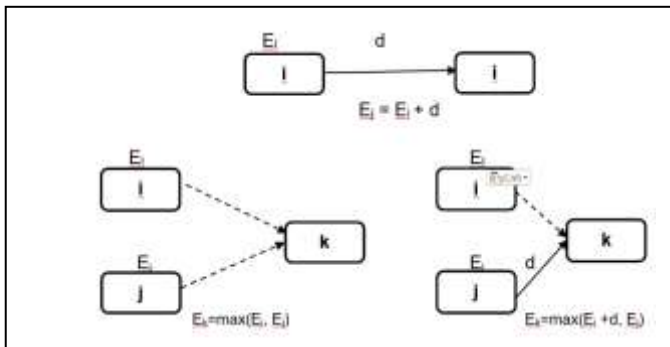 Ei d
i j
Ej = Ei + d
Ei Ei
i i
k k
Ej Ej d
j j
Ek=max(Ei, Ej) Ek=max(Ei +d, Ej)